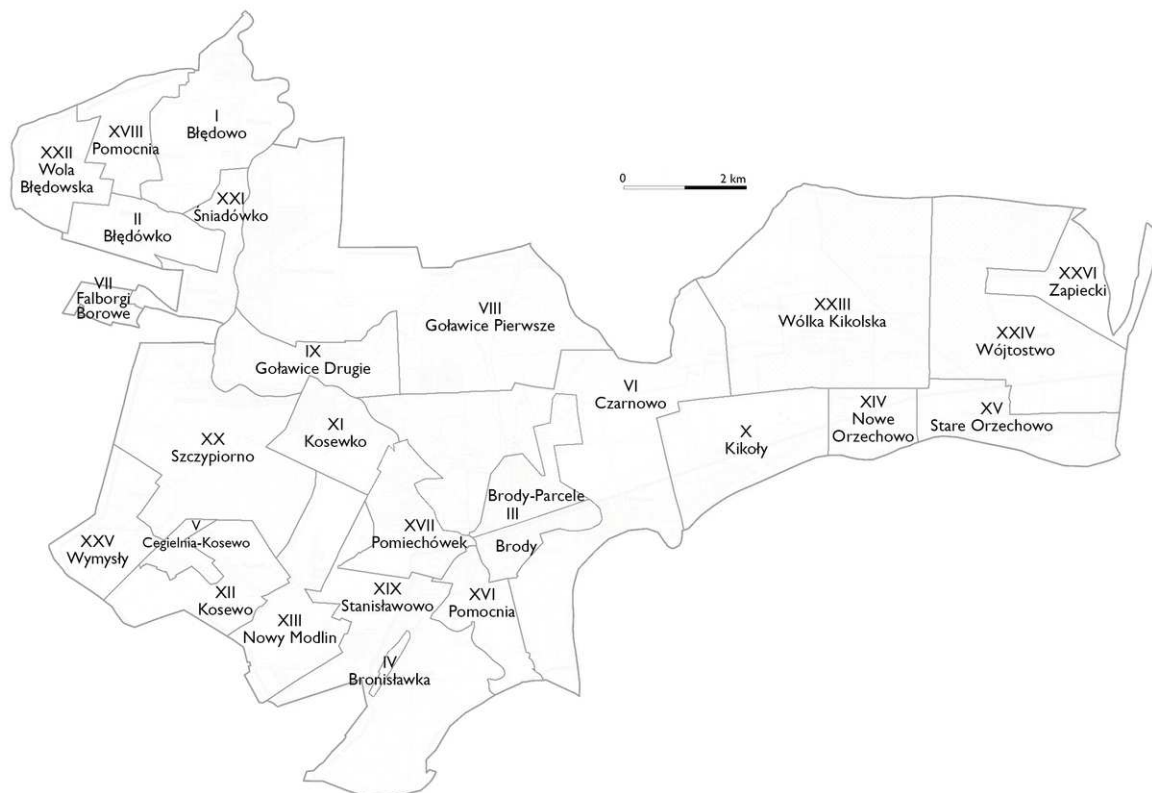 I
Błędowo
XVIII
Pomocnia
XXII
Wola
Błędowska
XXI
Śniadówko
II
Błędówko
0 2 km
VII
Falborgi
Borowe
VIII
Goławice Pierwsze
XXIII
Wólka Kikolska
XXVI
Zapiecki
XXIV
Wójtostwo
IX
Goławice Drugie
VI
Czarnowo
XI
Kosewko
X
Kikoły
XIV
Nowe
Orzechowo
XV
Stare Orzechowo
XX
Szczypiorno
Brody-Parcele
III
Brody
V
Cegielnia-Kosewo
XVII
Pomiechówek
XXV
Wymysły
XII
Kosewo
XIX
Stanisławowo
XVI
Pomocnia
XIII
Nowy Modlin
IV
Bronisławka